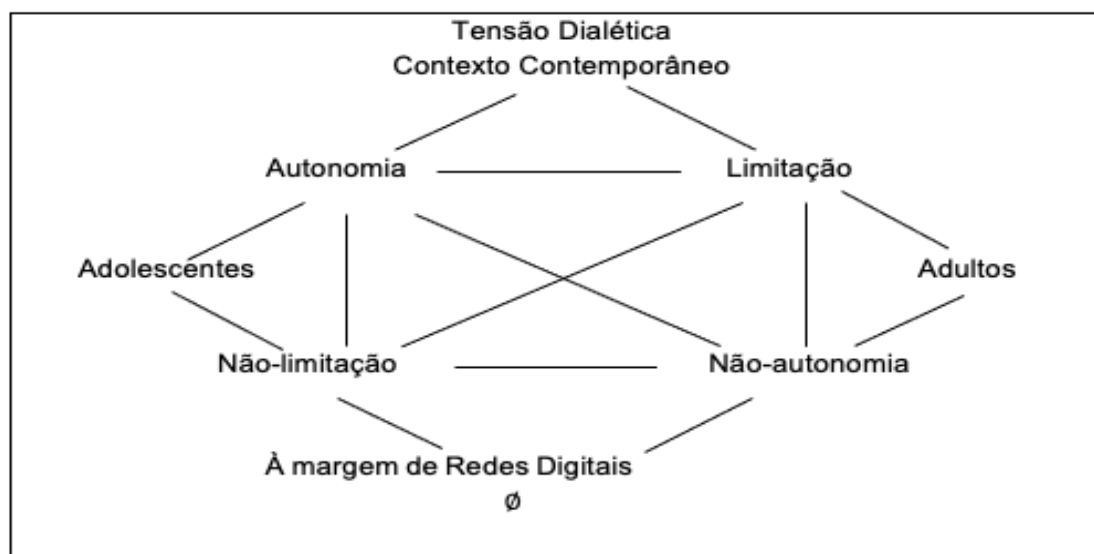 Tensão Dialética
Contexto Contemporâneo
Autonomia
Limitação
Adolescentes
Adultos
Não-limitação
Não-autonomia
À margem de Redes Digitais
ø